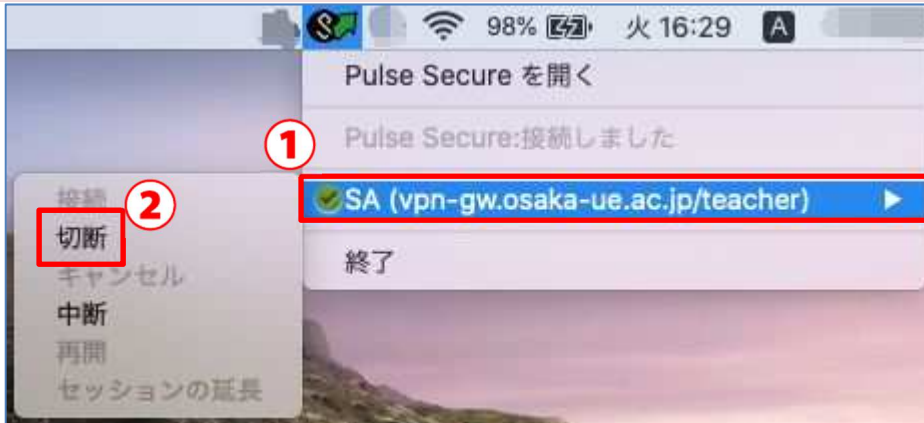 98% 火 16:29 A
Pulse Secure を開く
Pulse Secure:接続しました
①
SA (vpn-gw.osaka-ue.ac.jp/teacher)
終了
接続
②
切断
キャンセル
中断
再開
セッションの延長